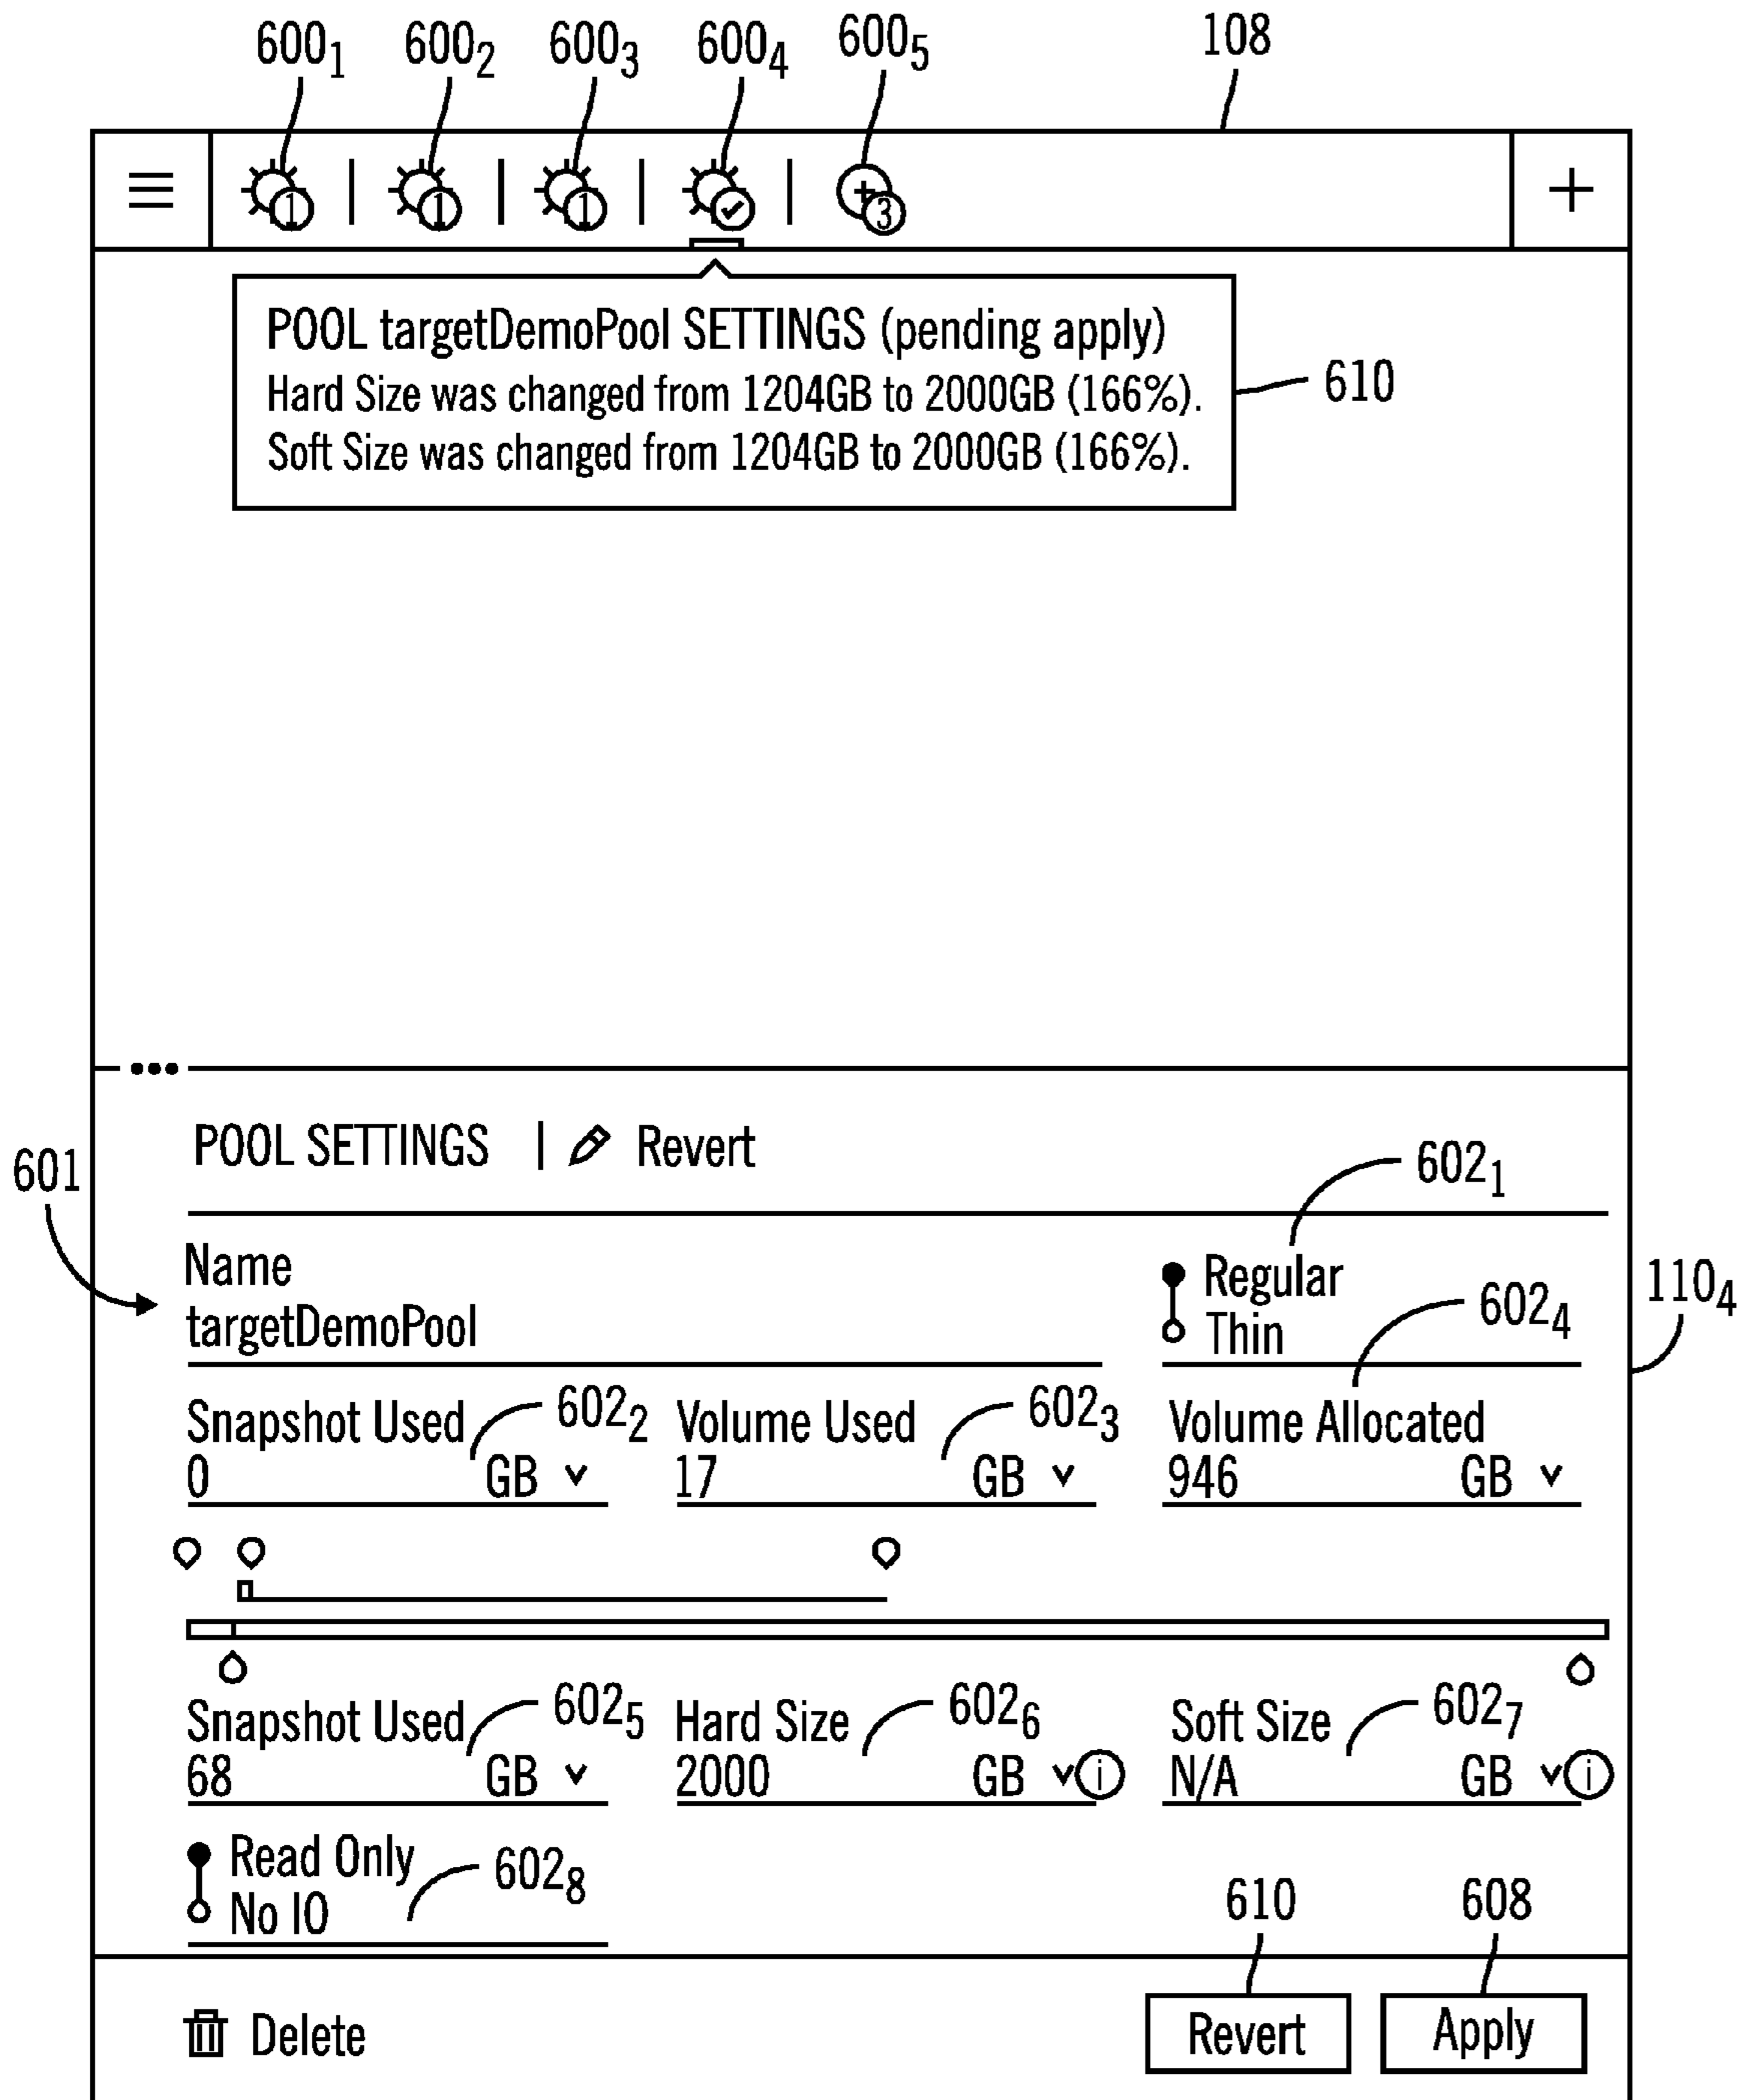 600₁ 600₂ 600₃ 600₄ 600₅ 108
1 1 1 + 3 +
POOL targetDemoPool SETTINGS (pending apply)
Hard Size was changed from 1204GB to 2000GB (166%).
Soft Size was changed from 1204GB to 2000GB (166%).
610
POOL SETTINGS | Revert
601
602₁
Name
targetDemoPool
Regular
Thin
602₄
110₄
Snapshot Used 602₂ Volume Used 602₃ Volume Allocated
0 GB 17 GB 946 GB
Snapshot Used 602₅ Hard Size 602₆ Soft Size 602₇
68 GB 2000 GB i N/A GB i
Read Only
No IO
602₈
610 608
Delete Revert Apply